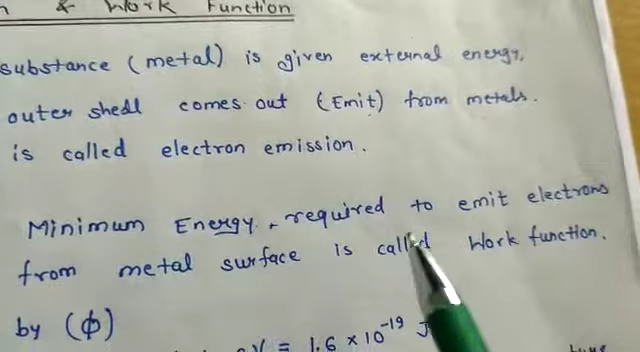 & Work Function
substance (metal) is given external energy,
outer shell comes out (Emit) from metals.
is called electron emission.
Minimum Energy, required to emit electrons
from metal surface is called Work function.
by (ϕ)
V = 1.6 × 10⁻¹⁹ J